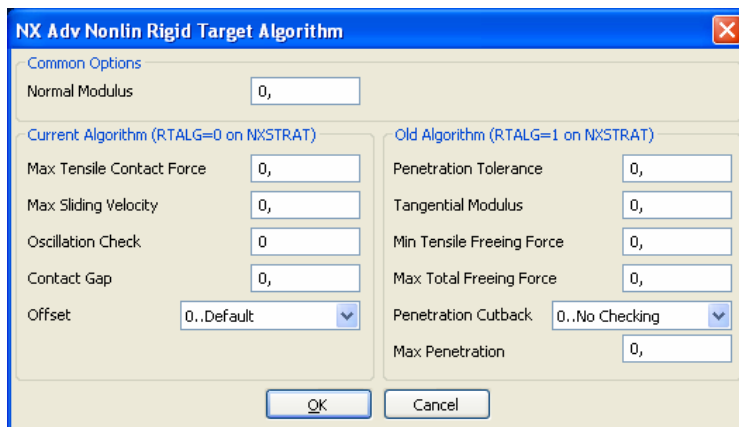 NX Adv Nonlin Rigid Target Algorithm
Common Options
Normal Modulus 0,
Current Algorithm (RTALG=0 on NXSTRAT)
Max Tensile Contact Force 0,
Max Sliding Velocity 0,
Oscillation Check 0
Contact Gap 0,
Offset 0..Default
Old Algorithm (RTALG=1 on NXSTRAT)
Penetration Tolerance 0,
Tangential Modulus 0,
Min Tensile Freeing Force 0,
Max Total Freeing Force 0,
Penetration Cutback 0..No Checking
Max Penetration 0,
OK Cancel